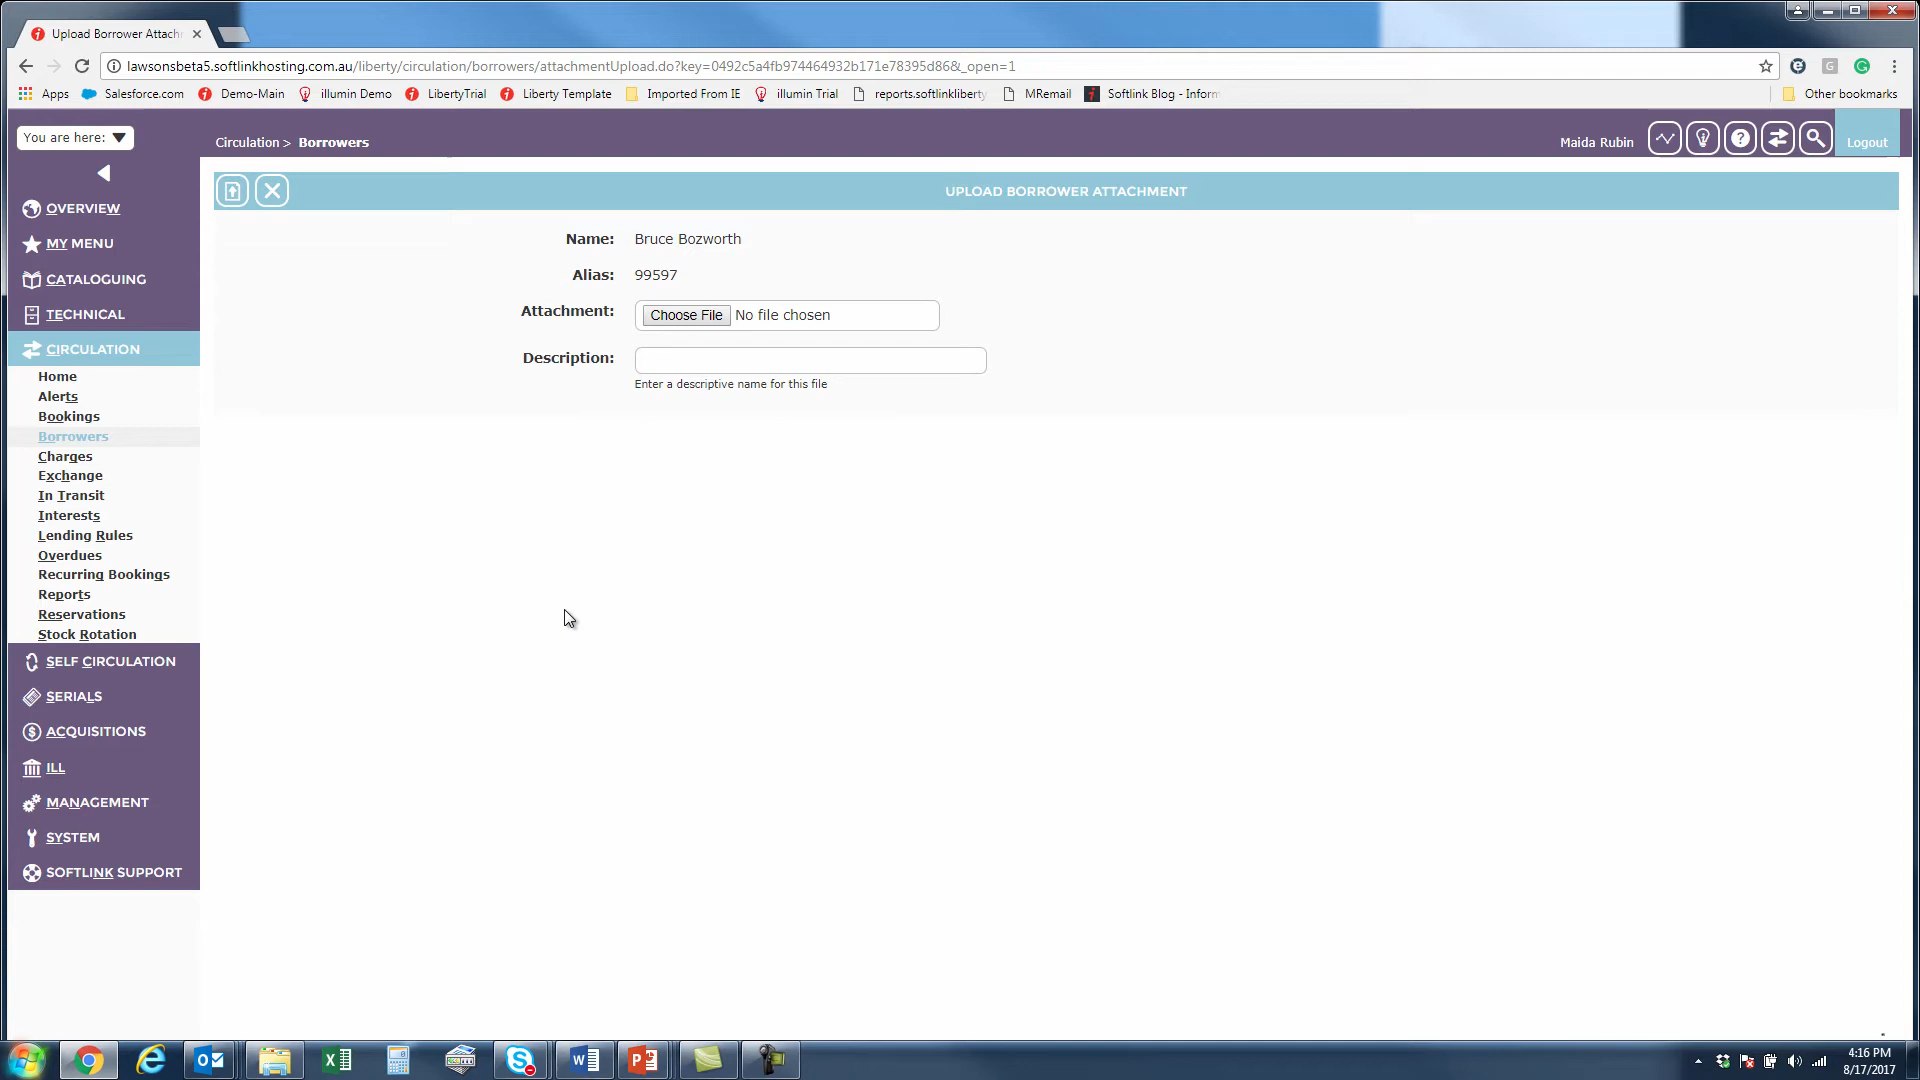 Upload Borrower Attach
lawsonsbeta5.softlinkhosting.com.au/liberty/circulation/borrowers/attachmentUpload.do?key=0492c5a4fb974464932b171e78395d86&_open=1
Apps Salesforce.com Demo-Main illumin Demo LibertyTrial Liberty Template Imported From IE illumin Trial reports.softlinkliberty MRemail Softlink Blog - Inform Other bookmarks
You are here:
Circulation > Borrowers
Maida Rubin
Logout
UPLOAD BORROWER ATTACHMENT
OVERVIEW
MY MENU
CATALOGUING
TECHNICAL
CIRCULATION
Home
Alerts
Bookings
Borrowers
Charges
Exchange
In Transit
Interests
Lending Rules
Overdues
Recurring Bookings
Reports
Reservations
Stock Rotation
SELF CIRCULATION
SERIALS
ACQUISITIONS
ILL
MANAGEMENT
SYSTEM
SOFTLINK SUPPORT
Name: Bruce Bozworth
Alias: 99597
Attachment: Choose File No file chosen
Description:
Enter a descriptive name for this file
4:16 PM
8/17/2017